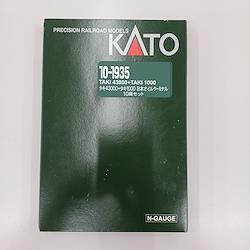 PRECISION RAILROAD MODELS
KATO
10-1935
TAKI 43000+TAKI 1000
タキ43000+タキ1000 日本オイルターミナル
10両セット
N-GAUGE